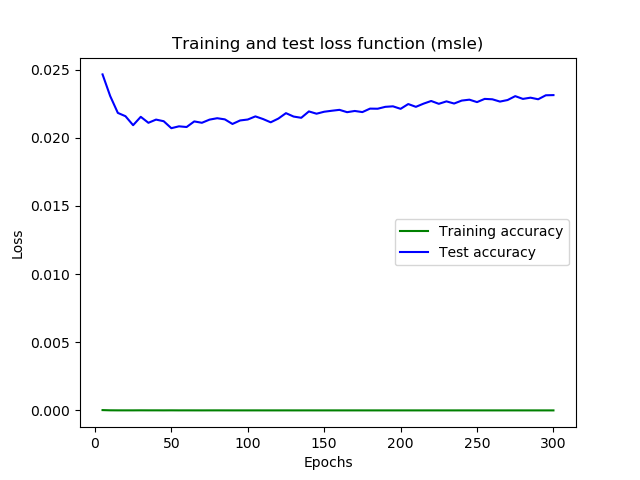 Training and test loss function (msle)
0.025
0.020
0.015
0.010
0.005
0.000
Loss
Training accuracy
Test accuracy
0
50
100
150
200
250
300
Epochs